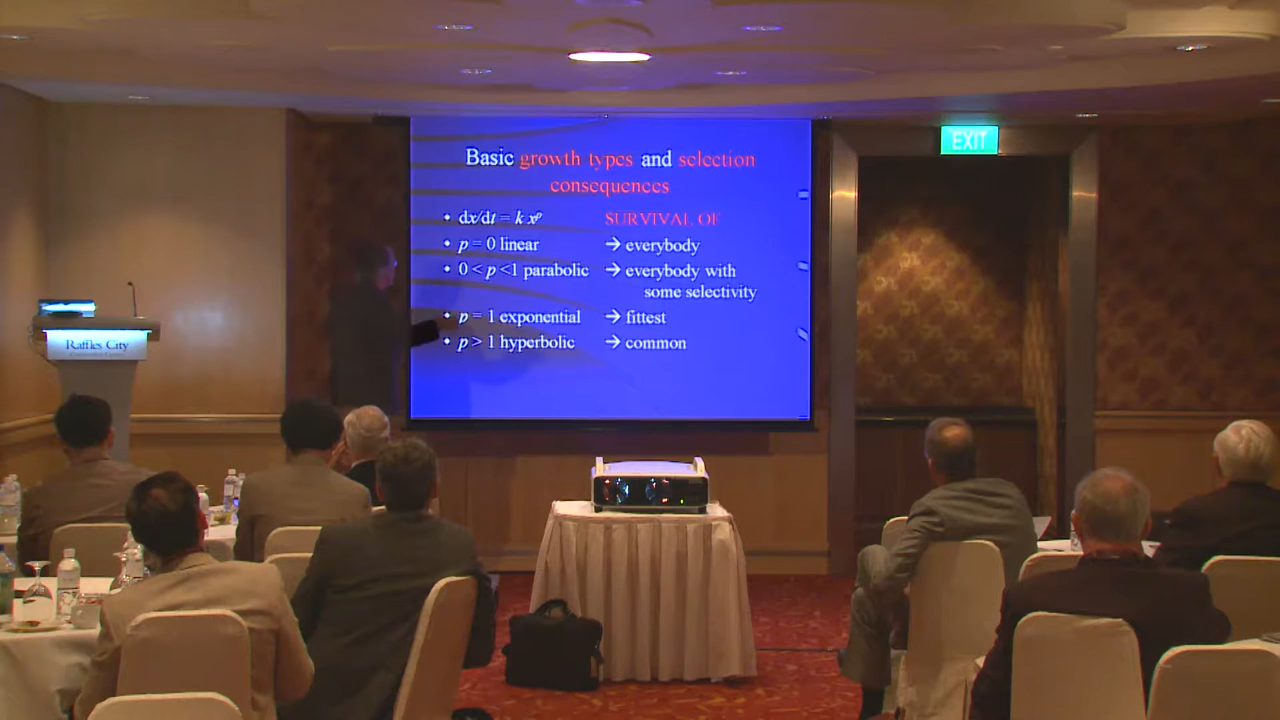 EXIT
Basic growth types and selection
consequences
• dx/dt = k xᵖ SURVIVAL OF
• p = 0 linear → everybody
• 0 < p <1 parabolic → everybody with
some selectivity
• p = 1 exponential → fittest
• p > 1 hyperbolic → common
Raffles City